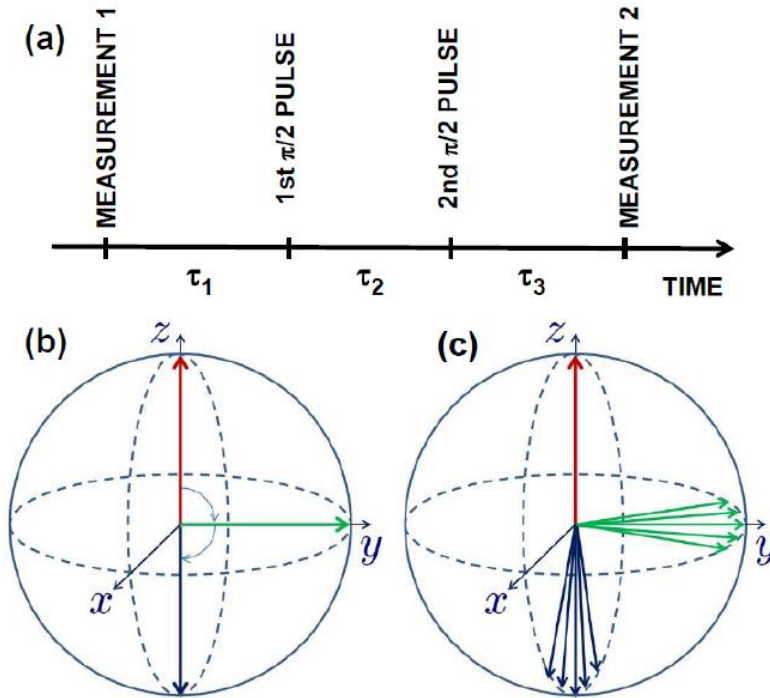 (a)
MEASUREMENT 1
1st π/2 PULSE
2nd π/2 PULSE
MEASUREMENT 2
τ₁
τ₂
τ₃
TIME
(b)
z
y
x
(c)
z
y
x